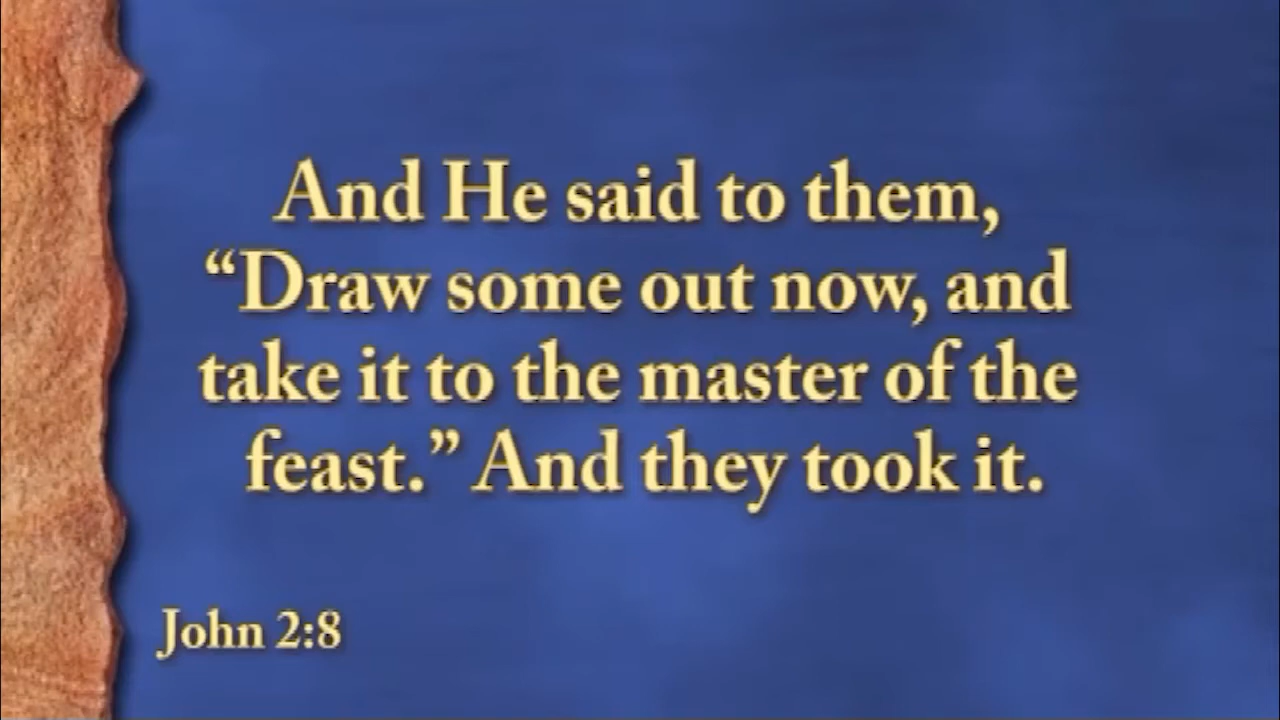 And He said to them,
“Draw some out now, and
take it to the master of the
feast.” And they took it.
John 2:8